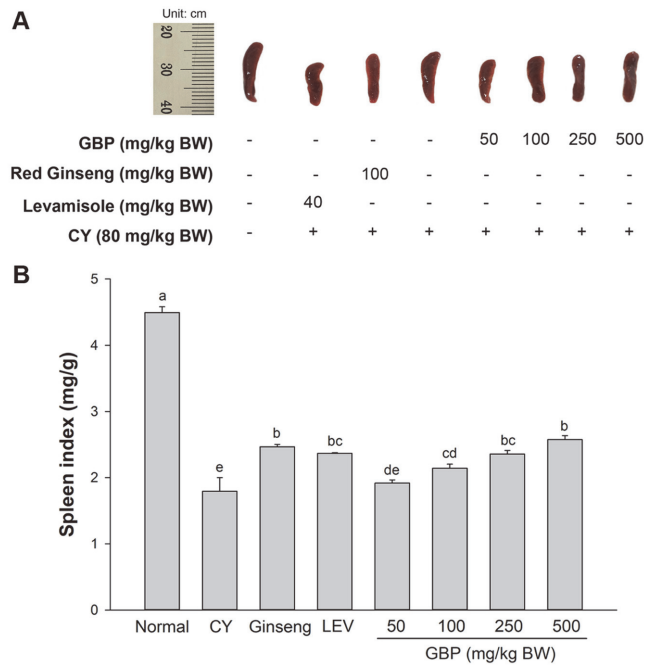 A
Unit: cm
20
30
40
GBP (mg/kg BW) - - - - 50 100 250 500
Red Ginseng (mg/kg BW) - - 100 - - - - -
Levamisole (mg/kg BW) - 40 - - - - - -
CY (80 mg/kg BW) - + + + + + + +
B
Spleen index (mg/g)
5
4
3
2
1
0
a
e
b
bc
de
cd
bc
b
Normal CY Ginseng LEV 50 100 250 500
GBP (mg/kg BW)